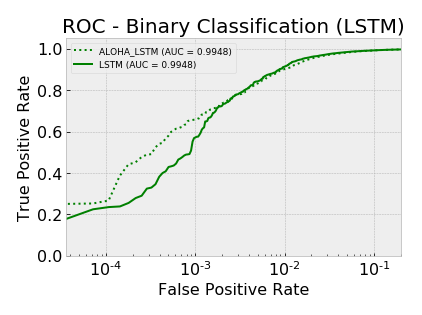 ROC - Binary Classification (LSTM)
ALOHA_LSTM (AUC = 0.9948)
LSTM (AUC = 0.9948)
True Positive Rate
1.0
0.8
0.6
0.4
0.2
0.0
10⁻⁴ 10⁻³ 10⁻² 10⁻¹
False Positive Rate